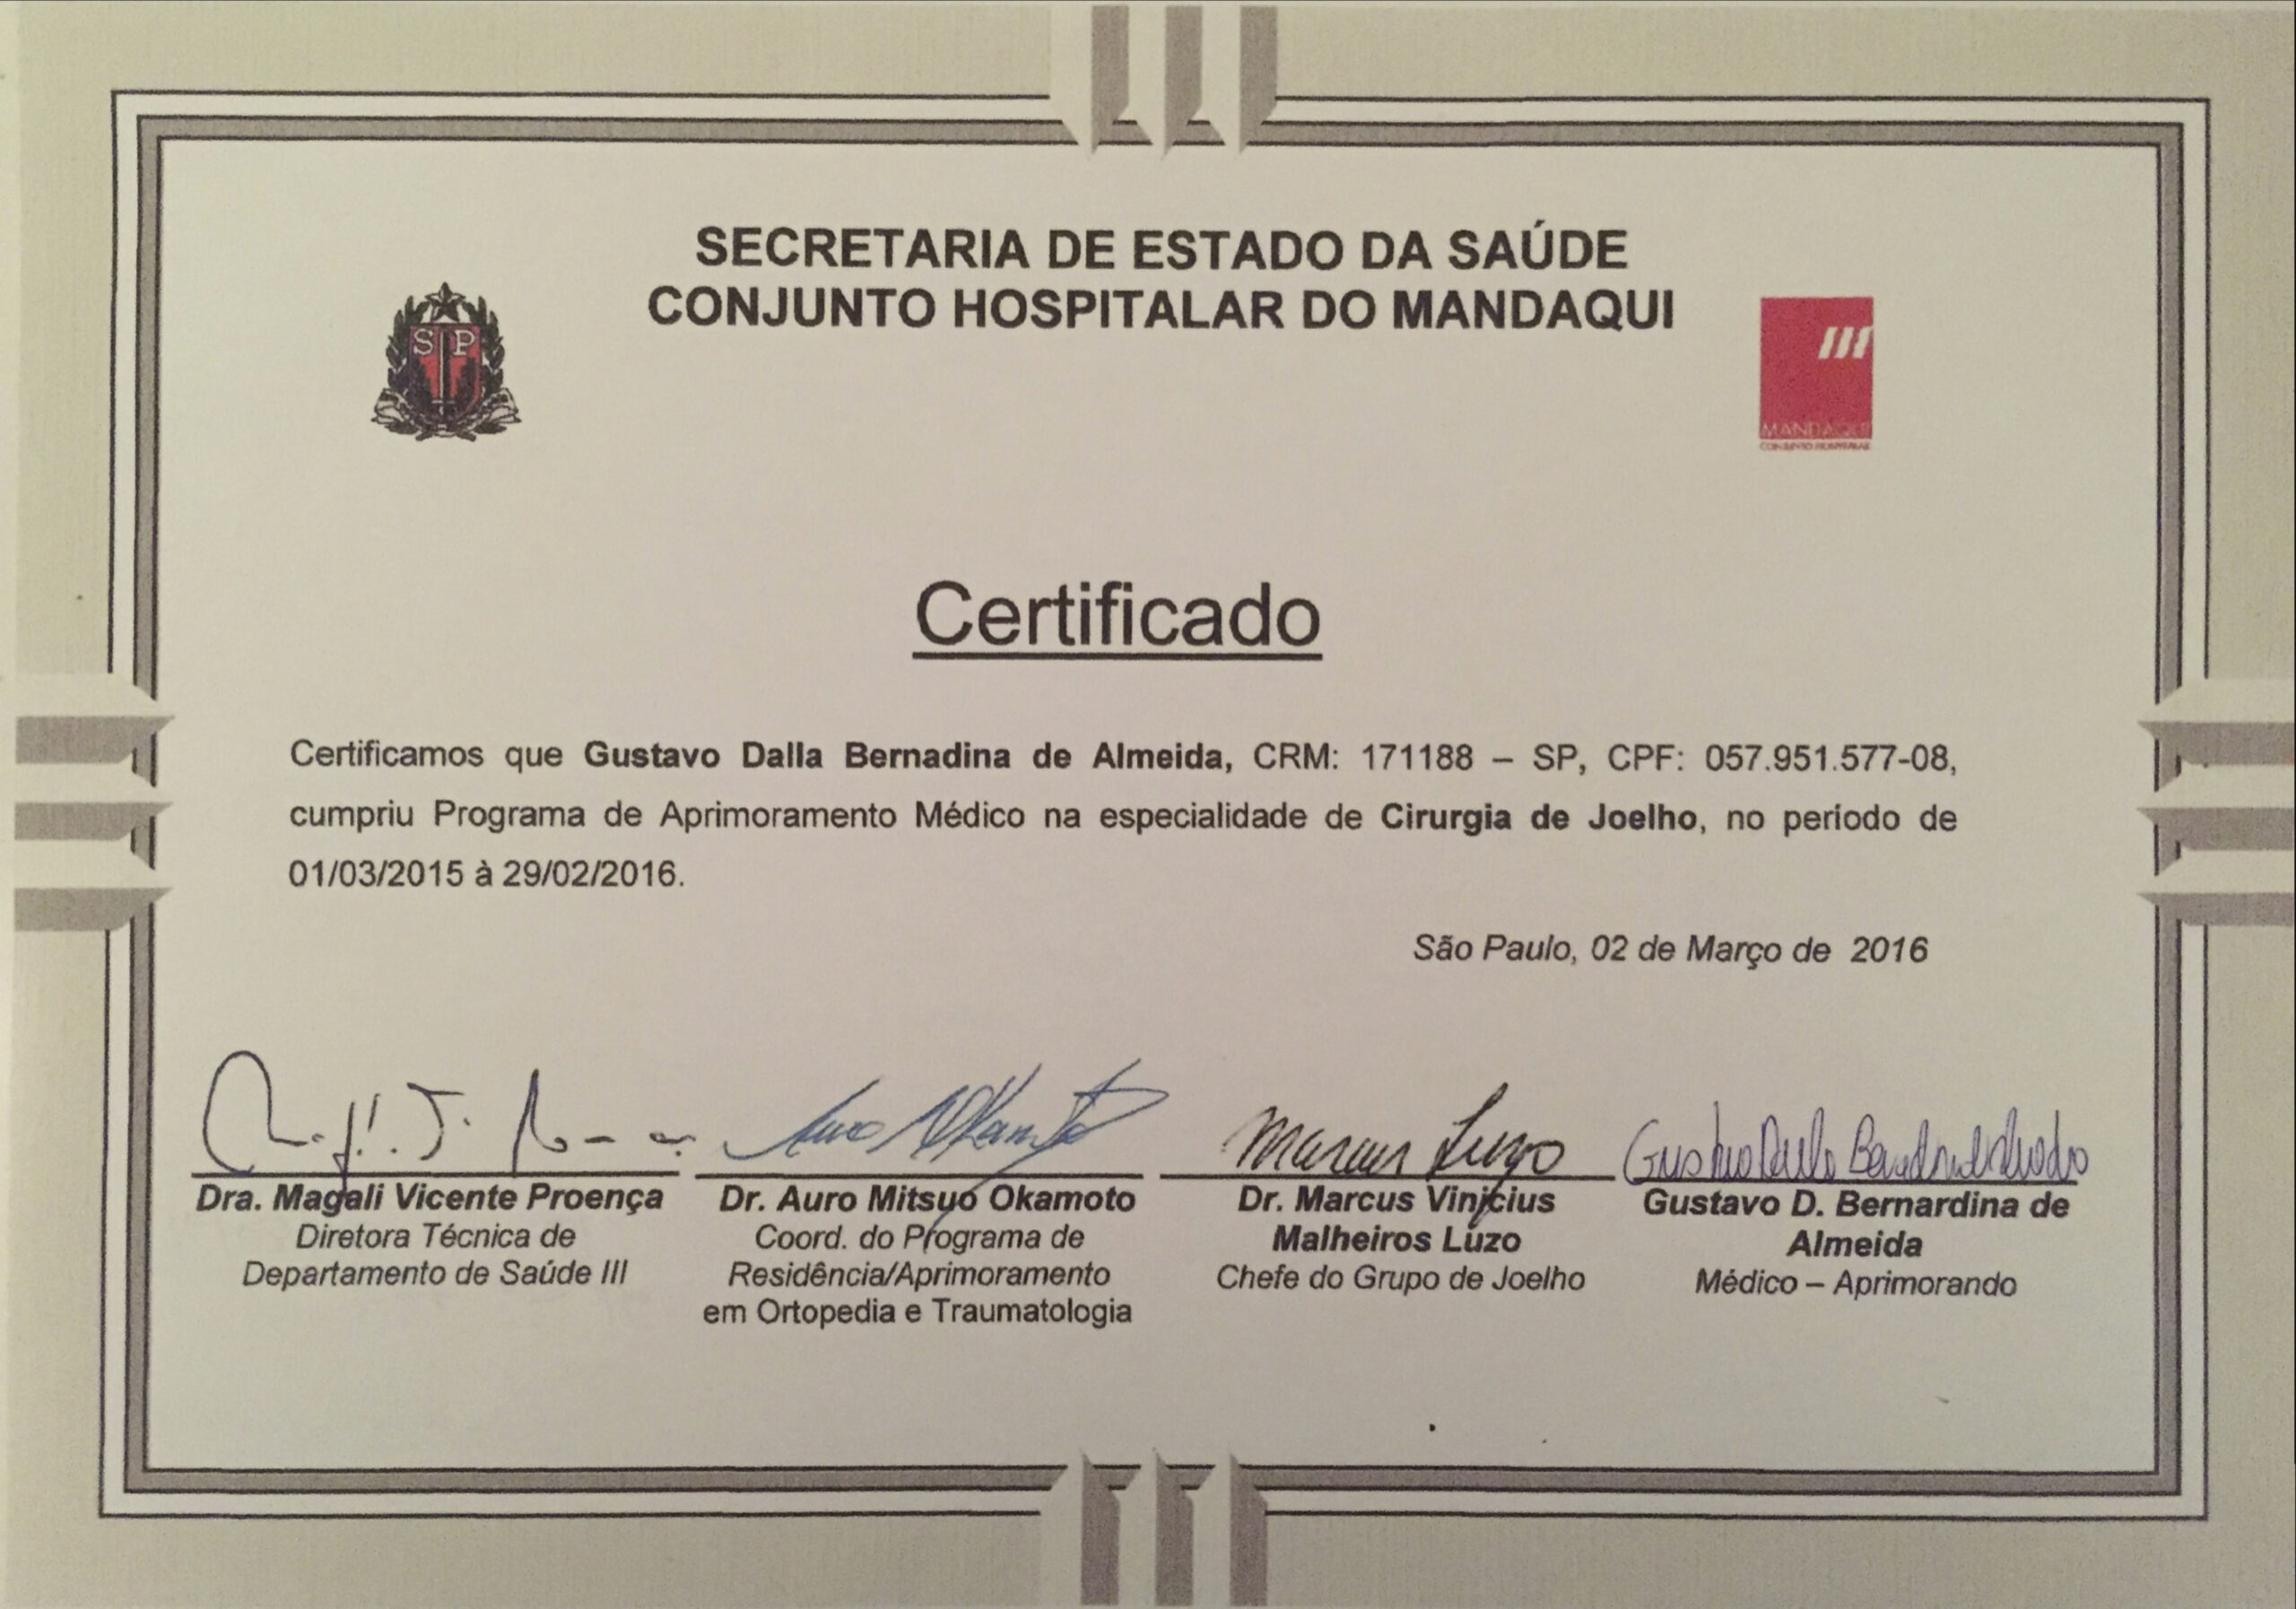 SECRETARIA DE ESTADO DA SAÚDE
CONJUNTO HOSPITALAR DO MANDAQUI
S P
MANDAQUI
CONJUNTO HOSPITALAR
Certificado
Certificamos que Gustavo Dalla Bernadina de Almeida, CRM: 171188 – SP, CPF: 057.951.577-08,
cumpriu Programa de Aprimoramento Médico na especialidade de Cirurgia de Joelho, no período de
01/03/2015 à 29/02/2016.
São Paulo, 02 de Março de 2016
Marcus Luzo
Dra. Magali Vicente Proença
Diretora Técnica de
Departamento de Saúde III
Dr. Auro Mitsuo Okamoto
Coord. do Programa de
Residência/Aprimoramento
em Ortopedia e Traumatologia
Dr. Marcus Vinicius
Malheiros Luzo
Chefe do Grupo de Joelho
Gustavo D. Bernardina de
Almeida
Médico – Aprimorando